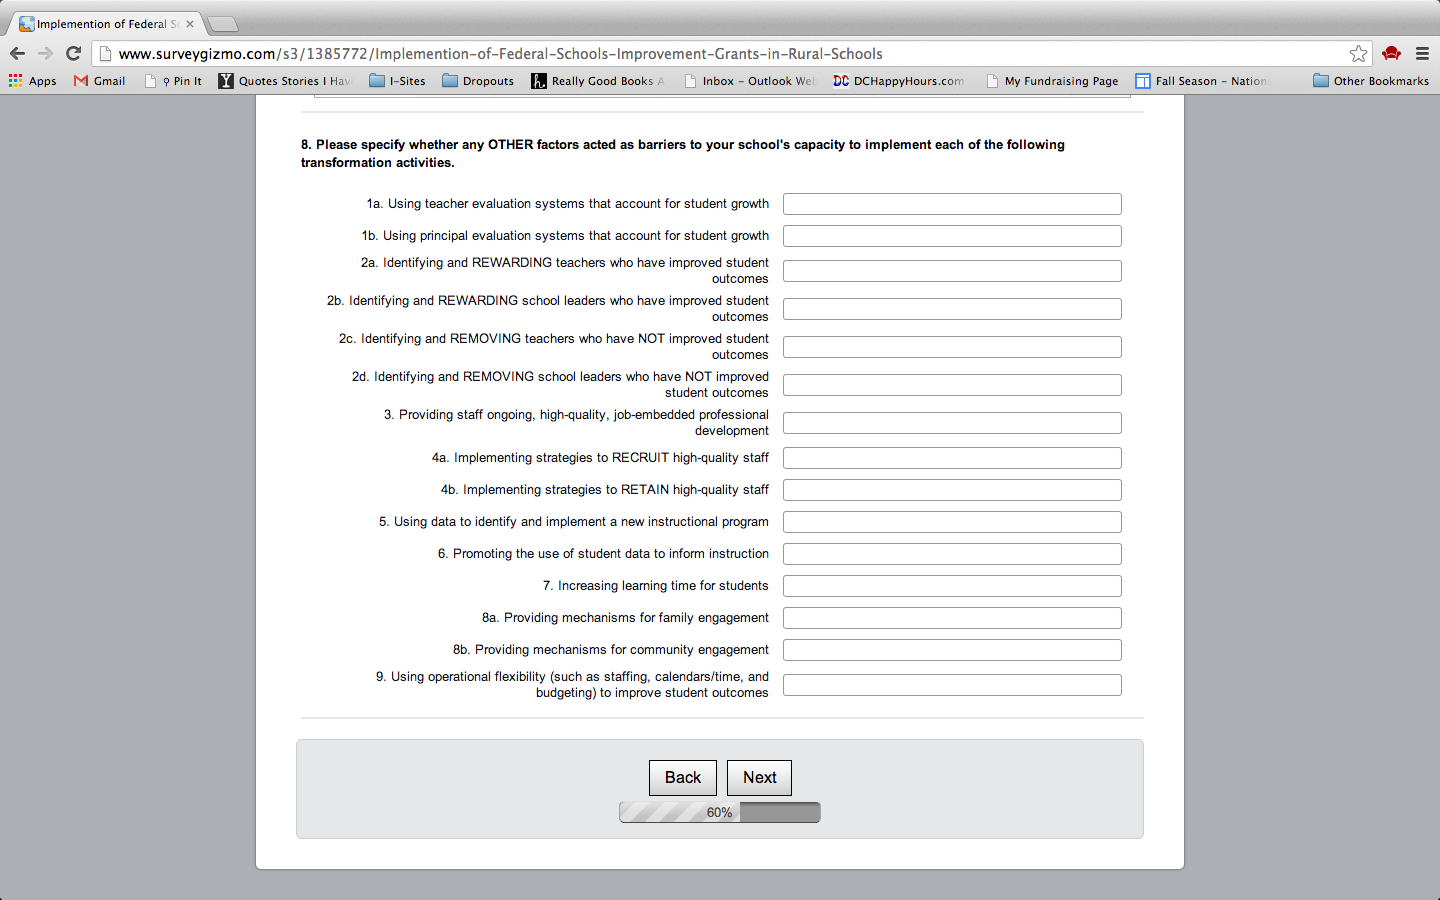 Implemention of Federal S
www.surveygizmo.com/s3/1385772/Implemention-of-Federal-Schools-Improvement-Grants-in-Rural-Schools
Apps Gmail Pin It Quotes Stories I Hav I-Sites Dropouts h. Really Good Books A Inbox – Outlook We DC DCHappyHours.com My Fundraising Page Fall Season – Nation Other Bookmarks
8. Please specify whether any OTHER factors acted as barriers to your school's capacity to implement each of the following
transformation activities.
1a. Using teacher evaluation systems that account for student growth
1b. Using principal evaluation systems that account for student growth
2a. Identifying and REWARDING teachers who have improved student
outcomes
2b. Identifying and REWARDING school leaders who have improved student
outcomes
2c. Identifying and REMOVING teachers who have NOT improved student
outcomes
2d. Identifying and REMOVING school leaders who have NOT improved
student outcomes
3. Providing staff ongoing, high-quality, job-embedded professional
development
4a. Implementing strategies to RECRUIT high-quality staff
4b. Implementing strategies to RETAIN high-quality staff
5. Using data to identify and implement a new instructional program
6. Promoting the use of student data to inform instruction
7. Increasing learning time for students
8a. Providing mechanisms for family engagement
8b. Providing mechanisms for community engagement
9. Using operational flexibility (such as staffing, calendars/time, and
budgeting) to improve student outcomes
Back Next
60%